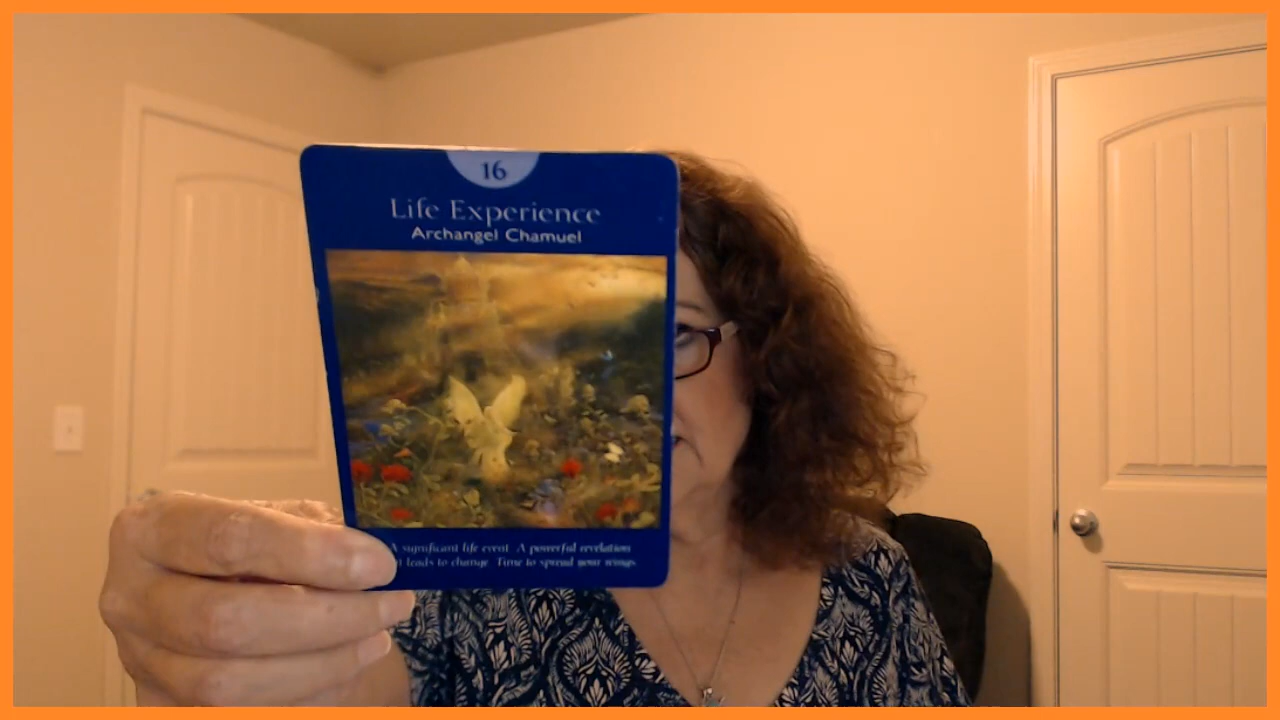 16
Life Experience
Archangel Chamuel
A significant life event A powerful revelation
leads to change. Time to spread your wings.